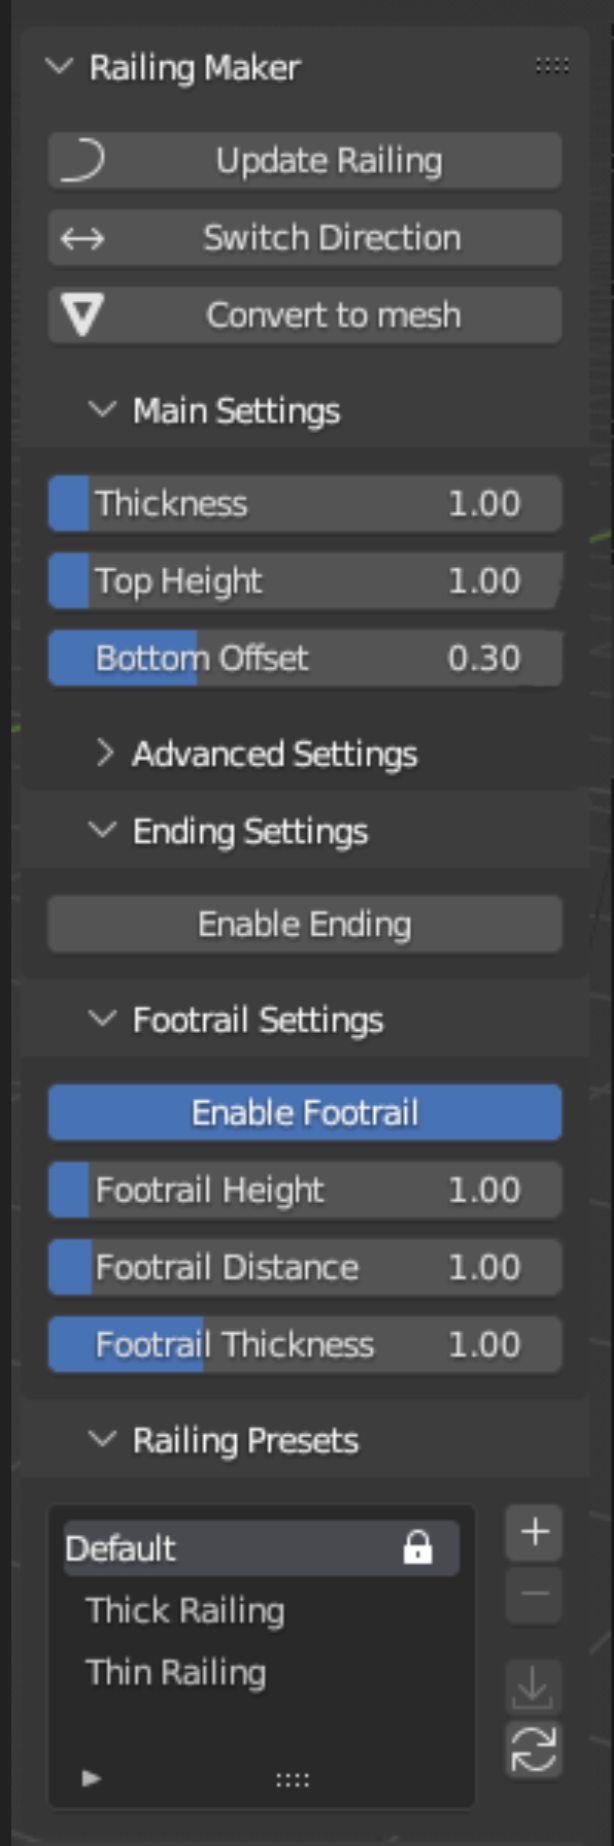 Railing Maker
Update Railing
Switch Direction
Convert to mesh
Main Settings
Thickness 1.00
Top Height 1.00
Bottom Offset 0.30
Advanced Settings
Ending Settings
Enable Ending
Footrail Settings
Enable Footrail
Footrail Height 1.00
Footrail Distance 1.00
Footrail Thickness 1.00
Railing Presets
Default
Thick Railing
Thin Railing